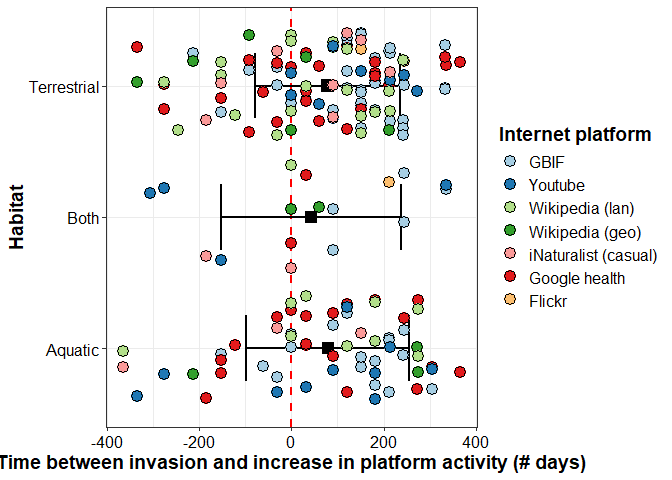 Terrestrial
Both
Aquatic
Habitat
-400
-200
0
200
400
Time between invasion and increase in platform activity (# days)
Internet platform
GBIF
Youtube
Wikipedia (lan)
Wikipedia (geo)
iNaturalist (casual)
Google health
Flickr